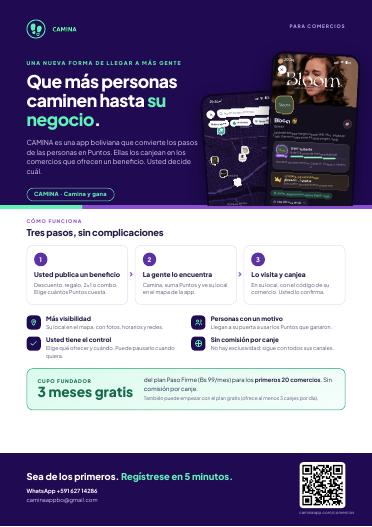 CAMINA
PARA COMERCIOS
UNA NUEVA FORMA DE LLEGAR A MÁS GENTE
Que más personas
caminen hasta su
negocio.
CAMINA es una app boliviana que convierte los pasos
de las personas en Puntos. Ellas los canjean en los
comercios que ofrecen un beneficio. Usted decide
cuál.
CAMINA · Camina y gana
Bloom
Bloom
CÓMO FUNCIONA
Tres pasos, sin complicaciones
1
Usted publica un beneficio
Descuento, regalo, 2x1 o combo.
Elige cuántos Puntos cuesta.
2
La gente lo encuentra
Camina, suma Puntos y ve su local
en el mapa de la app.
3
Lo visita y canjea
En su local, con el código de su
comercio. Usted lo confirma.
Más visibilidad
Su local en el mapa, con fotos, horarios y redes.
Personas con un motivo
Llegan a su puerta a usar los Puntos que ganaron.
Usted tiene el control
Elige qué ofrecer y cuándo. Puede pausarlo cuando
quiera.
Sin comisión por canje
No hay exclusividad: sigue con todos sus canales.
CUPO FUNDADOR
3 meses gratis
del plan Paso Firme (Bs 99/mes) para los primeros 20 comercios. Sin
comisión por canje.
También puede empezar con el plan gratis (ofrece al menos 3 canjes por día).
Sea de los primeros. Regístrese en 5 minutos.
WhatsApp +591 627 14286
caminaappbo@gmail.com